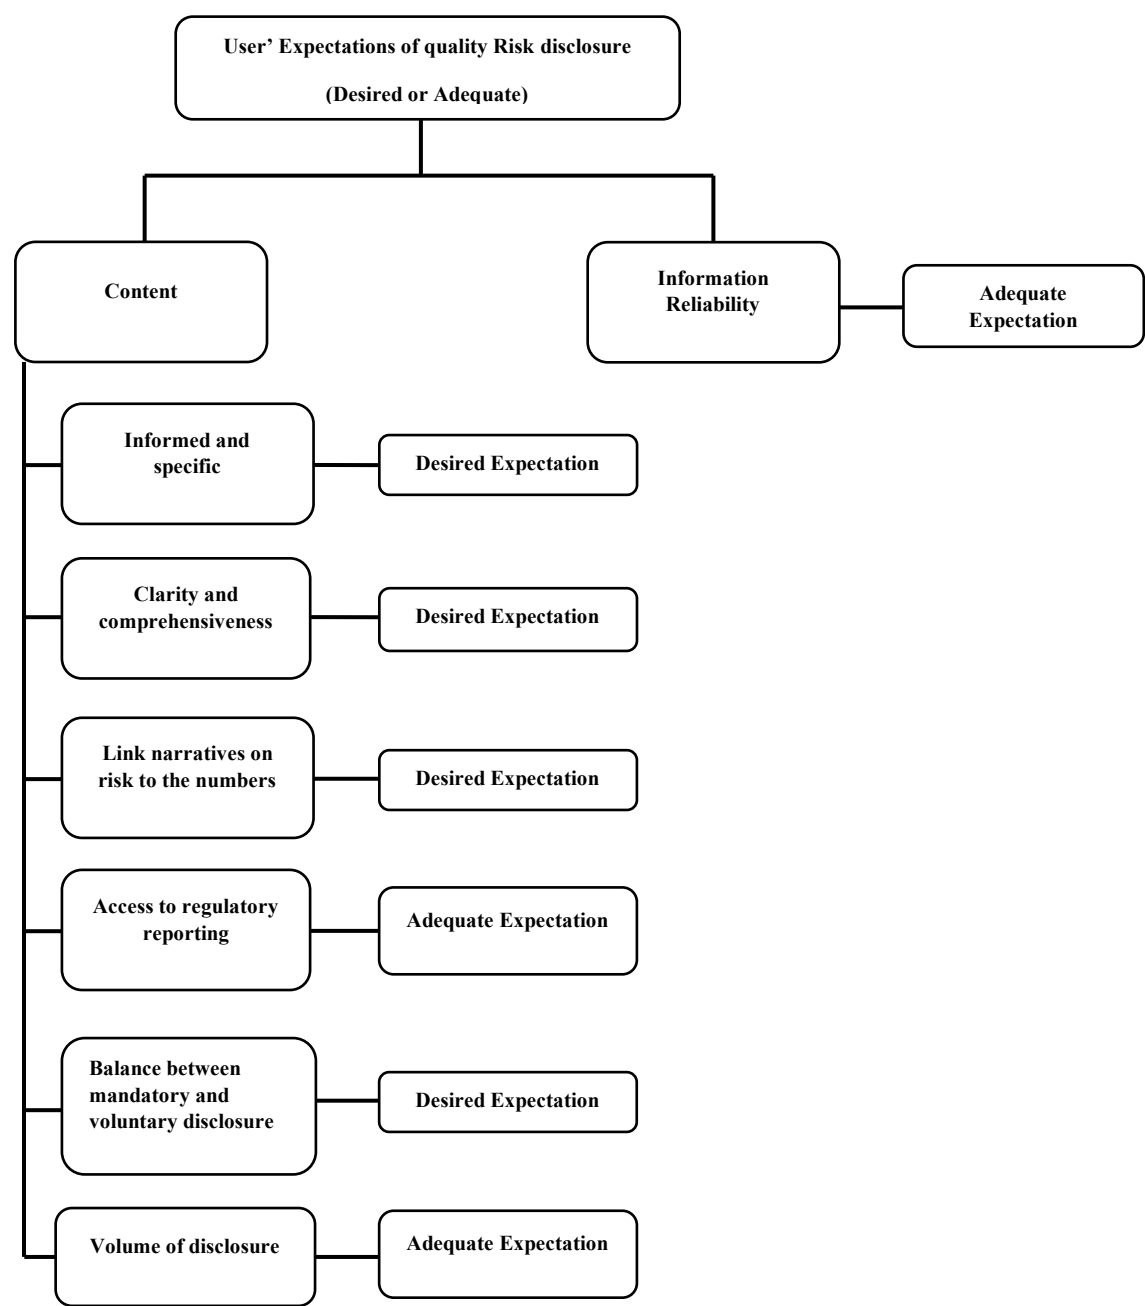 User’ Expectations of quality Risk disclosure
(Desired or Adequate)
Content
Information
Reliability
Adequate
Expectation
Informed and
specific
Desired Expectation
Clarity and
comprehensiveness
Desired Expectation
Link narratives on
risk to the numbers
Desired Expectation
Access to regulatory
reporting
Adequate Expectation
Balance between
mandatory and
voluntary disclosure
Desired Expectation
Volume of disclosure
Adequate Expectation